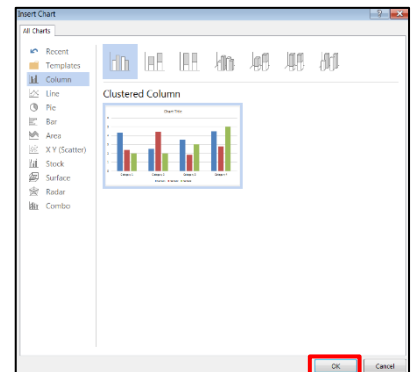 Insert Chart
All Charts
Recent
Templates
Column
Line
Pie
Bar
Area
X Y (Scatter)
Stock
Surface
Radar
Combo
Clustered Column
Chart Title
OK
Cancel